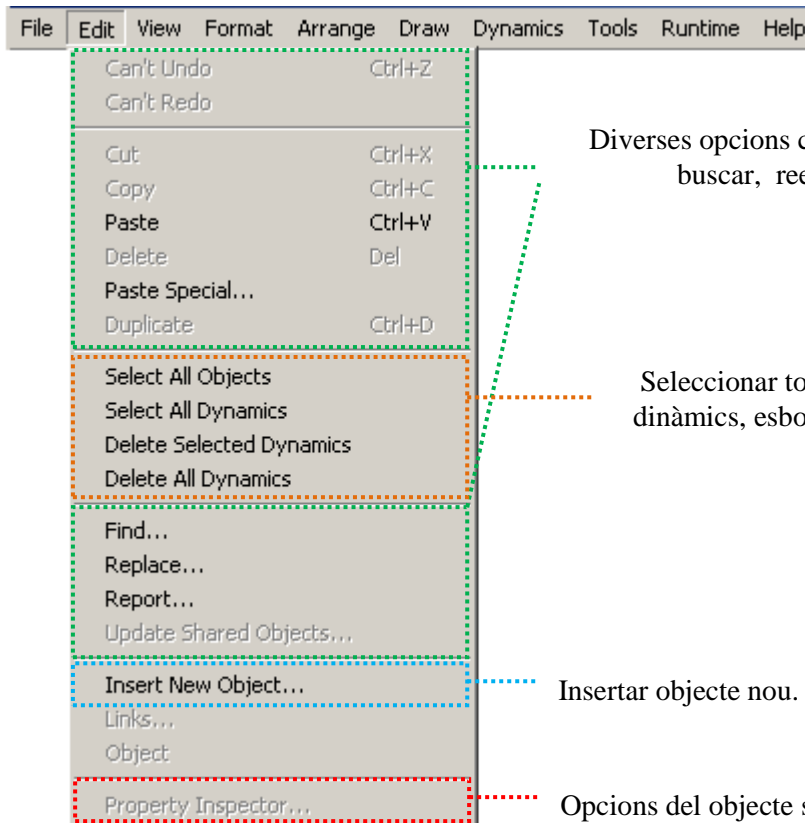 File Edit View Format Arrange Draw Dynamics Tools Runtime Help
Can't Undo Ctrl+Z
Can't Redo
Cut Ctrl+X
Copy Ctrl+C
Paste Ctrl+V
Delete Del
Paste Special...
Duplicate Ctrl+D
Select All Objects
Select All Dynamics
Delete Selected Dynamics
Delete All Dynamics
Find...
Replace...
Report...
Update Shared Objects...
Insert New Object...
Links...
Object
Property Inspector...
Diverses opcions
buscar,
Seleccionar
dinàmics,
Insertar objecte nou.
Opcions del objecte